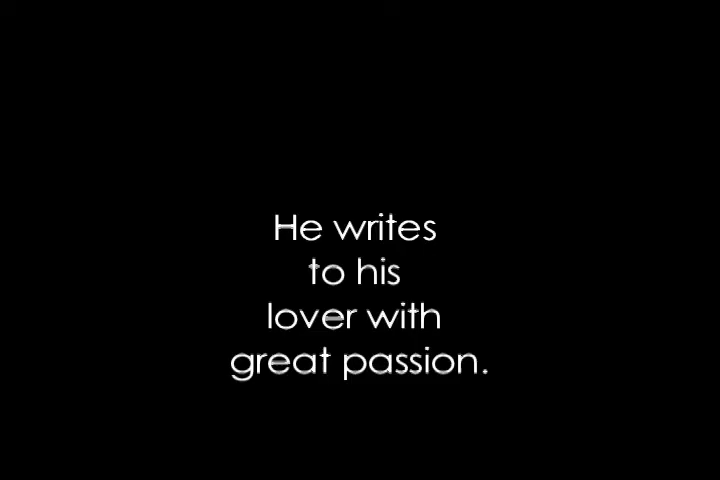 He writes
to his
lover with
great passion.